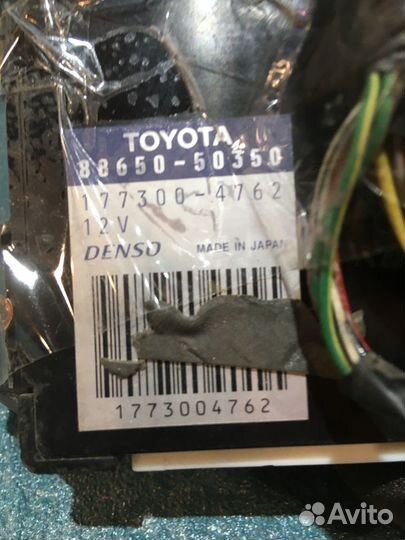 TOYOTA
88650-50350
177300-4762
12V
DENSO MADE IN JAPAN
1773004762
Avito